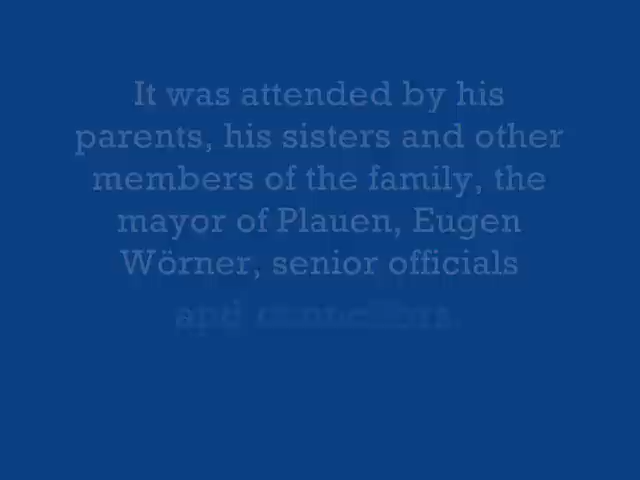 It was attended by his
parents, his sisters and other
members of the family, the
mayor of Plauen, Eugen
Wörner, senior officials
and